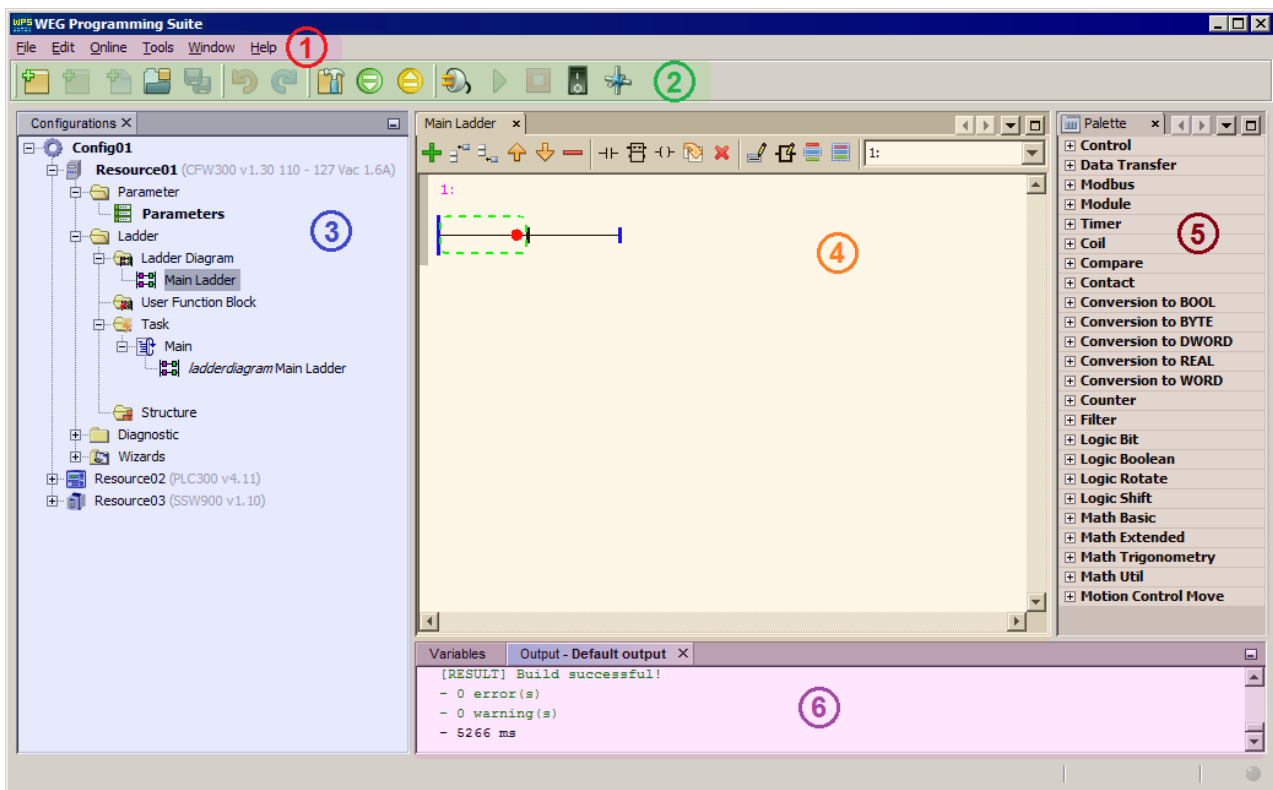 WPS WEG Programming Suite
File Edit Online Tools Window Help 1
2
Configurations
Config01
Resource01 (CFW300 v1.30 110 - 127 Vac 1.6A)
Parameter
Parameters
Ladder
Ladder Diagram
Main Ladder
User Function Block
Task
Main
ladderdiagram Main Ladder
Structure
Diagnostic
Wizards
Resource02 (PLC300 v4.11)
Resource03 (SSW900 v1.10)
3
Main Ladder
1:
1:
4
Palette
Control
Data Transfer
Modbus
Module
Timer
Coil
Compare
Contact
Conversion to BOOL
Conversion to BYTE
Conversion to DWORD
Conversion to REAL
Conversion to WORD
Counter
Filter
Logic Bit
Logic Boolean
Logic Rotate
Logic Shift
Math Basic
Math Extended
Math Trigonometry
Math Util
Motion Control Move
5
Variables Output - Default output
[RESULT] Build successful!
- 0 error(s)
- 0 warning(s)
- 5266 ms
6